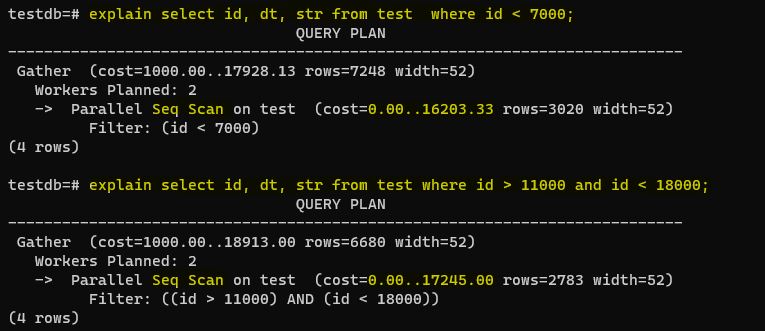 testdb=# explain select id, dt, str from test  where id < 7000;
                                QUERY PLAN
---------------------------------------------------------------------------
 Gather  (cost=1000.00..17928.13 rows=7248 width=52)
   Workers Planned: 2
   ->  Parallel Seq Scan on test  (cost=0.00..16203.33 rows=3020 width=52)
         Filter: (id < 7000)
(4 rows)
testdb=# explain select id, dt, str from test where id > 11000 and id < 18000;
                                QUERY PLAN
---------------------------------------------------------------------------
 Gather  (cost=1000.00..18913.00 rows=6680 width=52)
   Workers Planned: 2
   ->  Parallel Seq Scan on test  (cost=0.00..17245.00 rows=2783 width=52)
         Filter: ((id > 11000) AND (id < 18000))
(4 rows)